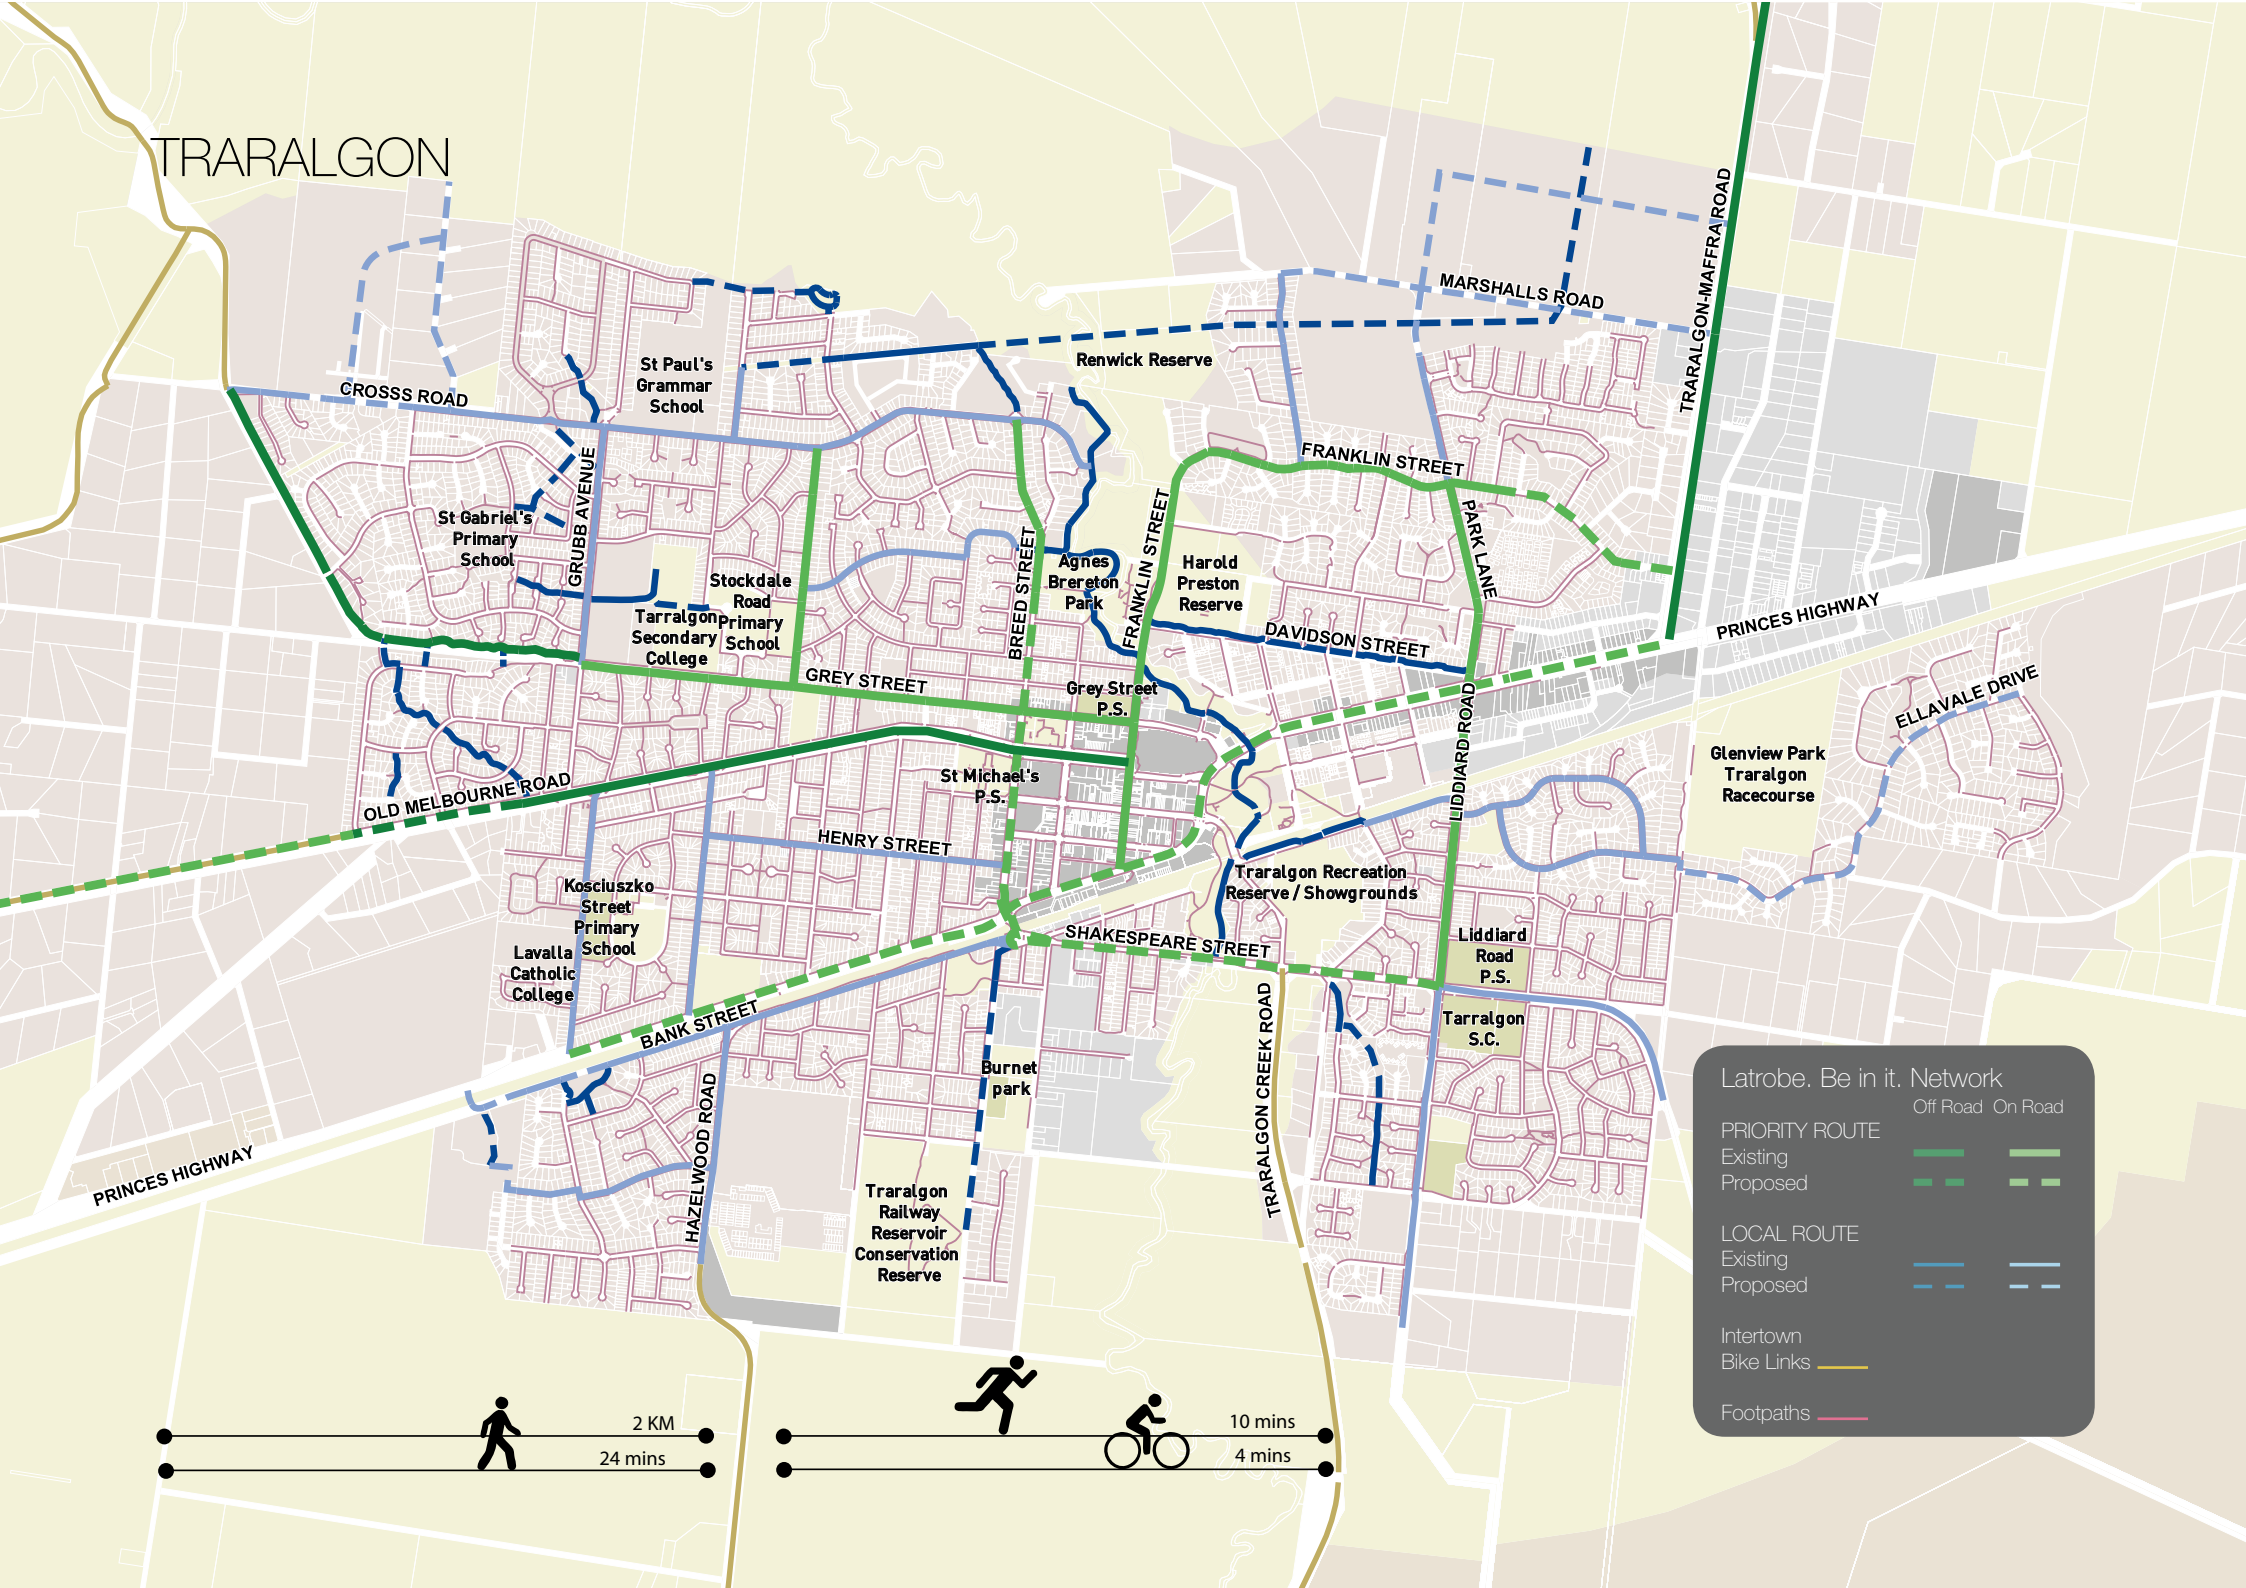 TRARALGON
MARSHALLS ROAD
TRARALGON-MAFFRA ROAD
Renwick Reserve
St Paul's
Grammar
School
CROSSS ROAD
FRANKLIN STREET
GRUBB AVENUE
St Gabriel's
Primary
School
FRANKLIN STREET
PARK LANE
BREED STREET
Agnes
Brereton
Park
Harold
Preston
Reserve
Stockdale
Road
Primary
School
Tarralgon
Secondary
College
PRINCES HIGHWAY
DAVIDSON STREET
GREY STREET
Grey Street
P.S.
ELLAVALE DRIVE
LIDDIARD ROAD
Glenview Park
Traralgon
Racecourse
St Michael's
P.S.
OLD MELBOURNE ROAD
HENRY STREET
Traralgon Recreation
Reserve / Showgrounds
Kosciuszko
Street
Primary
School
Lavalla
Catholic
College
SHAKESPEARE STREET
Liddiard
Road
P.S.
BANK STREET
TRARALGON CREEK ROAD
Tarralgon
S.C.
Burnet
park
HAZELWOOD ROAD
PRINCES HIGHWAY
Traralgon
Railway
Reservoir
Conservation
Reserve
Latrobe. Be in it. Network
Off Road On Road
PRIORITY ROUTE
Existing
Proposed
LOCAL ROUTE
Existing
Proposed
Intertown
Bike Links
Footpaths
2 KM
24 mins
10 mins
4 mins